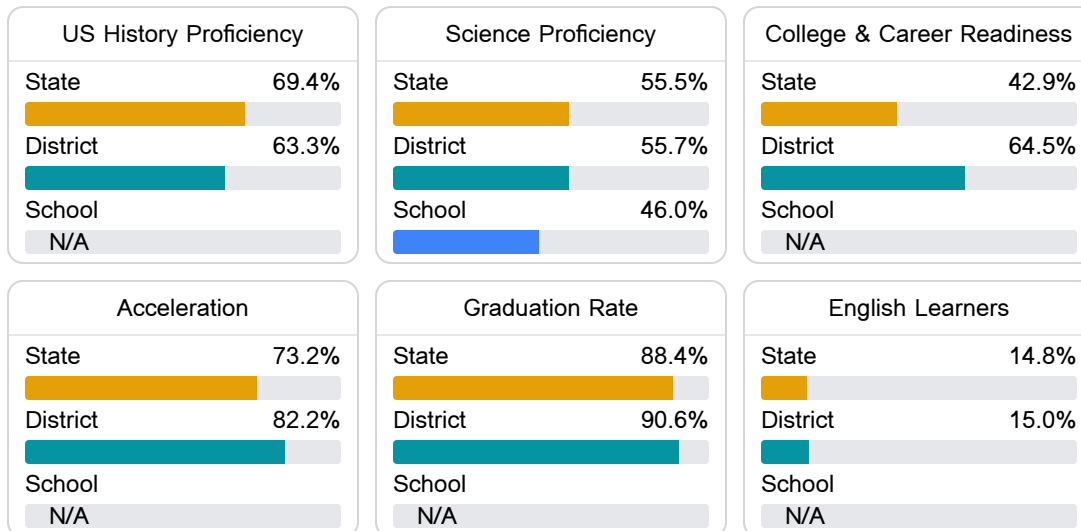 US History Proficiency
State 69.4%
District 63.3%
School
N/A
Science Proficiency
State 55.5%
District 55.7%
School 46.0%
College & Career Readiness
State 42.9%
District 64.5%
School
N/A
Acceleration
State 73.2%
District 82.2%
School
N/A
Graduation Rate
State 88.4%
District 90.6%
School
N/A
English Learners
State 14.8%
District 15.0%
School
N/A